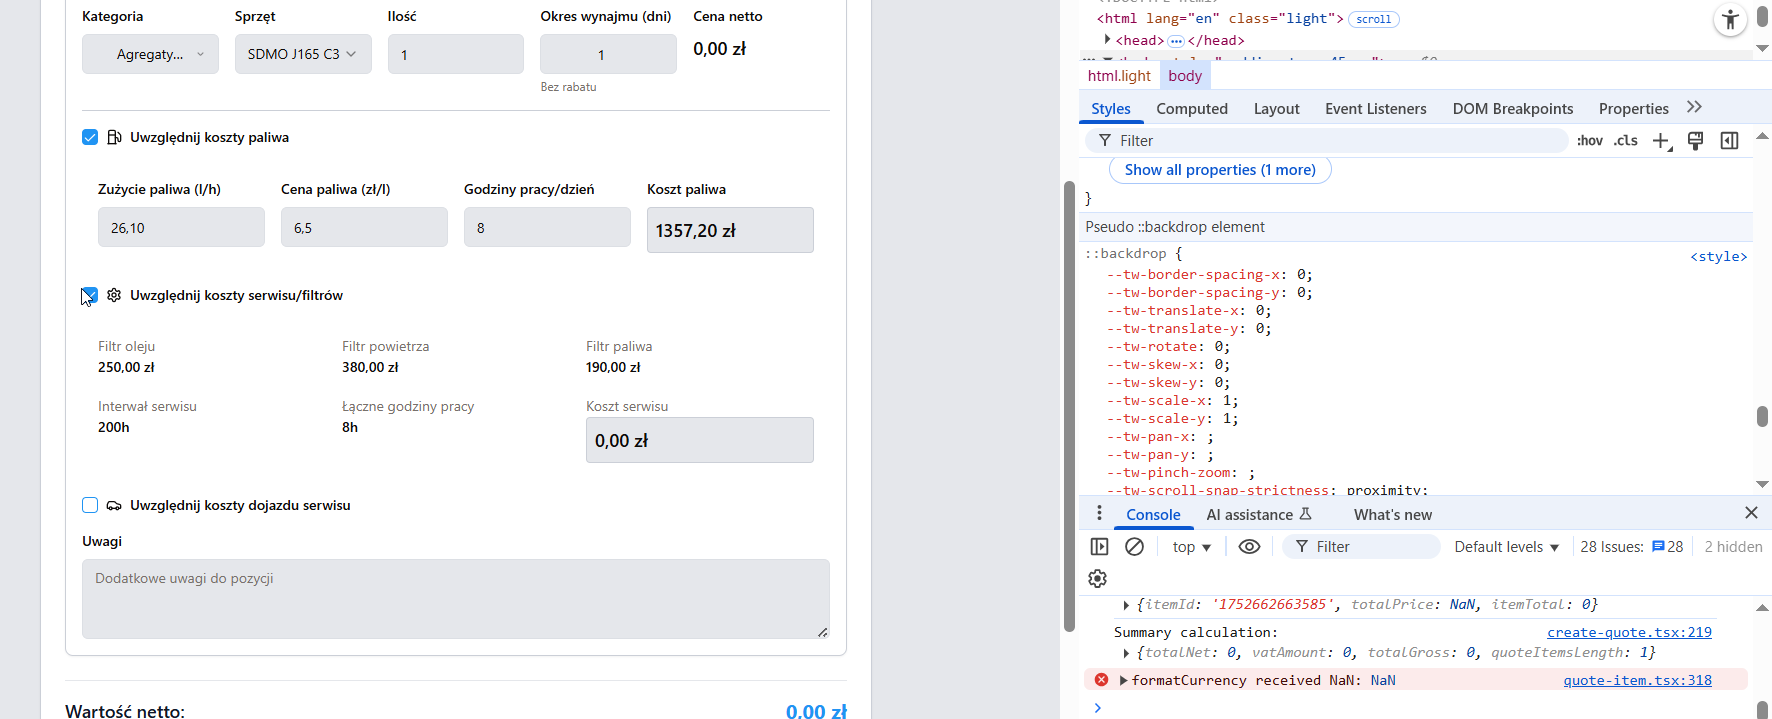 Kategoria Sprzęt Ilość Okres wynajmu (dni) Cena netto
Agregaty... SDMO J165 C3 1 1 0,00 zł
Bez rabatu
Uwzględnij koszty paliwa
Zużycie paliwa (l/h) Cena paliwa (zł/l) Godziny pracy/dzień Koszt paliwa
26,10 6,5 8 1357,20 zł
Uwzględnij koszty serwisu/filtrów
Filtr oleju Filtr powietrza Filtr paliwa
250,00 zł 380,00 zł 190,00 zł
Interwał serwisu Łączne godziny pracy Koszt serwisu
200h 8h 0,00 zł
Uwzględnij koszty dojazdu serwisu
Uwagi
Dodatkowe uwagi do pozycji
Wartość netto: 0,00 zł
<html lang="en" class="light"> scroll
<head> ••• </head>
html.light body
Styles Computed Layout Event Listeners DOM Breakpoints Properties
Filter :hov .cls
Show all properties (1 more)
}
Pseudo ::backdrop element
::backdrop { <style>
--tw-border-spacing-x: 0;
--tw-border-spacing-y: 0;
--tw-translate-x: 0;
--tw-translate-y: 0;
--tw-rotate: 0;
--tw-skew-x: 0;
--tw-skew-y: 0;
--tw-scale-x: 1;
--tw-scale-y: 1;
--tw-pan-x: ;
--tw-pan-y: ;
--tw-pinch-zoom: ;
--tw-scroll-snap-strictness: proximity;
Console AI assistance What's new
top Filter Default levels 28 Issues: 28 2 hidden
{itemId: '1752662663585', totalPrice: NaN, itemTotal: 0}
Summary calculation: create-quote.tsx:219
{totalNet: 0, vatAmount: 0, totalGross: 0, quoteItemsLength: 1}
formatCurrency received NaN: NaN quote-item.tsx:318